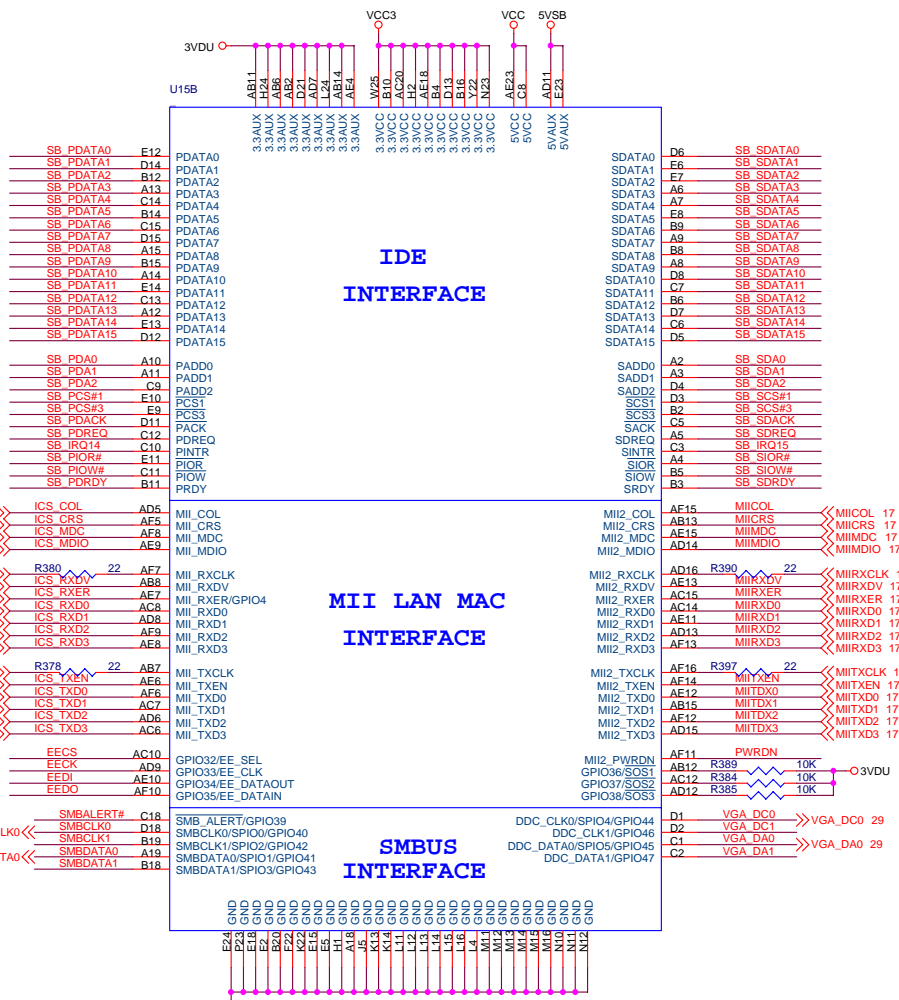 VCC3 VCC 5VSB
3VDU
U15B
AB11 H24 AB6 AB2 D21 AD7 L24 AB14 AE4 W25 B10 AC20 H2 AE18 B4 D13 B16 Y22 N23 AE23 C8 AD11 E23
3.3AUX 3.3AUX 3.3AUX 3.3AUX 3.3AUX 3.3AUX 3.3AUX 3.3AUX 3.3AUX 3.3VCC 3.3VCC 3.3VCC 3.3VCC 3.3VCC 3.3VCC 3.3VCC 3.3VCC 3.3VCC 3.3VCC 5VCC 5VCC 5VAUX 5VAUX
SB_PDATA0 E12 PDATA0 SDATA0 D6 SB_SDATA0
SB_PDATA1 D14 PDATA1 SDATA1 E6 SB_SDATA1
SB_PDATA2 B12 PDATA2 SDATA2 E7 SB_SDATA2
SB_PDATA3 A13 PDATA3 SDATA3 A6 SB_SDATA3
SB_PDATA4 C14 PDATA4 SDATA4 A7 SB_SDATA4
SB_PDATA5 B14 PDATA5 SDATA5 E8 SB_SDATA5
SB_PDATA6 C15 PDATA6 SDATA6 B9 SB_SDATA6
SB_PDATA7 D15 PDATA7 SDATA7 A9 SB_SDATA7
SB_PDATA8 A15 PDATA8 SDATA8 B8 SB_SDATA8
SB_PDATA9 B15 PDATA9 SDATA9 A8 SB_SDATA9
SB_PDATA10 A14 PDATA10 SDATA10 D8 SB_SDATA10
SB_PDATA11 E14 PDATA11 SDATA11 C7 SB_SDATA11
SB_PDATA12 C13 PDATA12 SDATA12 B6 SB_SDATA12
SB_PDATA13 A12 PDATA13 SDATA13 D7 SB_SDATA13
SB_PDATA14 E13 PDATA14 SDATA14 C6 SB_SDATA14
SB_PDATA15 D12 PDATA15 SDATA15 D5 SB_SDATA15
IDE
INTERFACE
SB_PDA0 A10 PADD0 SADD0 A2 SB_SDA0
SB_PDA1 A11 PADD1 SADD1 A3 SB_SDA1
SB_PDA2 C9 PADD2 SADD2 D4 SB_SDA2
SB_PCS#1 E10 PCS1 SCS1 D3 SB_SCS#1
SB_PCS#3 E9 PCS3 SCS3 B2 SB_SCS#3
SB_PDACK D11 PACK SACK C5 SB_SDACK
SB_PDREQ C12 PDREQ SDREQ A5 SB_SDREQ
SB_IRQ14 C10 PINTR SINTR C3 SB_IRQ15
SB_PIOR# E11 PIOR SIOR A4 SB_SIOR#
SB_PIOW# C11 PIOW SIOW B5 SB_SIOW#
SB_PDRDY B11 PRDY SRDY B3 SB_SDRDY
ICS_COL AD5 MII_COL MII2_COL AF15 MIICOL MIICOL 17
ICS_CRS AF5 MII_CRS MII2_CRS AB13 MIICRS MIICRS 17
ICS_MDC AF8 MII_MDC MII2_MDC AE15 MIIMDC MIIMDC 17
ICS_MDIO AE9 MII_MDIO MII2_MDIO AD14 MIIMDIO MIIMDIO 17
R380 22 AF7 MII_RXCLK MII2_RXCLK AD16 R390 22 MIIRXCLK 1
ICS_RXDV AB8 MII_RXDV MII2_RXDV AE13 MIIRXDV MIIRXDV 17
ICS_RXER AE7 MII_RXER/GPIO4 MII2_RXER AC15 MIIRXER MIIRXER 17
ICS_RXD0 AC8 MII_RXD0 MII2_RXD0 AC14 MIIRXD0 MIIRXD0 17
ICS_RXD1 AD8 MII_RXD1 MII2_RXD1 AE11 MIIRXD1 MIIRXD1 17
ICS_RXD2 AF9 MII_RXD2 MII2_RXD2 AD13 MIIRXD2 MIIRXD2 17
ICS_RXD3 AE8 MII_RXD3 MII2_RXD3 AF13 MIIRXD3 MIIRXD3 17
MII LAN MAC
INTERFACE
R378 22 AB7 MII_TXCLK MII2_TXCLK AF16 R397 22 MIITXCLK 1
ICS_TXEN AE6 MII_TXEN MII2_TXEN AF14 MIITXEN MIITXEN 17
ICS_TXD0 AF6 MII_TXD0 MII2_TXD0 AE12 MIITDX0 MIITXD0 17
ICS_TXD1 AC7 MII_TXD1 MII2_TXD1 AB15 MIITDX1 MIITXD1 17
ICS_TXD2 AD6 MII_TXD2 MII2_TXD2 AF12 MIITDX2 MIITXD2 17
ICS_TXD3 AC6 MII_TXD3 MII2_TXD3 AD15 MIITDX3 MIITXD3 17
EECS AC10 GPIO32/EE_SEL MII2_PWRDN AF11 PWRDN
EECK AD9 GPIO33/EE_CLK GPIO36/SOS1 AB12 R389 10K 3VDU
EEDI AE10 GPIO34/EE_DATAOUT GPIO37/SOS2 AC12 R384 10K
EEDO AF10 GPIO35/EE_DATAIN GPIO38/SOS3 AD12 R385 10K
SMBALERT# C18 SMB_ALERT/GPIO39 DDC_CLK0/SPIO4/GPIO44 D1 VGA_DC0 VGA_DC0 29
LK0 SMBCLK0 D18 SMBCLK0/SPIO0/GPIO40 DDC_CLK1/GPIO46 D2 VGA_DC1
SMBCLK1 B19 SMBCLK1/SPIO2/GPIO42 DDC_DATA0/SPIO5/GPIO45 C1 VGA_DA0 VGA_DA0 29
TA0 SMBDATA0 A19 SMBDATA0/SPIO1/GPIO41 DDC_DATA1/GPIO47 C2 VGA_DA1
SMBDATA1 B18 SMBDATA1/SPIO3/GPIO43
SMBUS
INTERFACE
GND GND GND GND GND GND GND GND GND GND GND GND GND GND GND GND GND GND GND GND GND GND GND GND GND GND GND GND GND GND
E24 P23 E18 E2 B20 F22 K22 E15 E5 H1 A18 J5 K13 K14 L11 L12 L13 L14 L15 L16 L4 M11 M12 M13 M14 M15 M16 N10 N11 N12